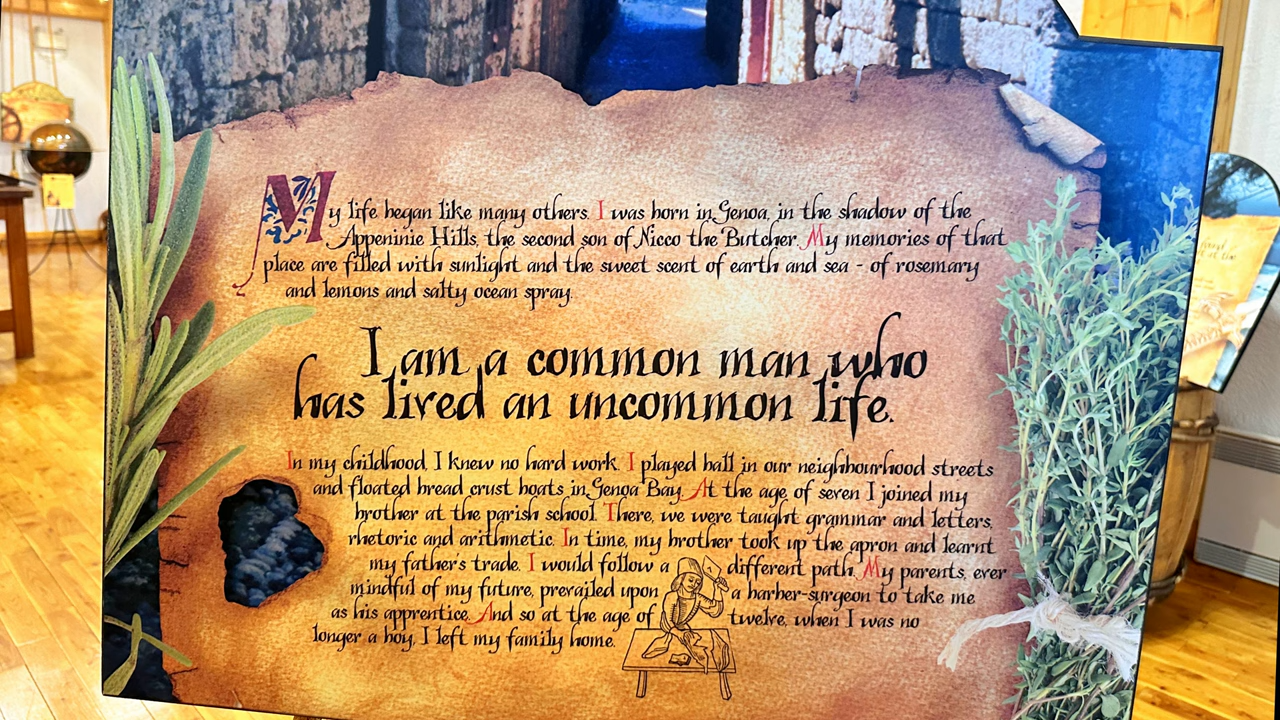 My life began like many others. I was born in Genoa, in the shadow of the
Appeninie Hills, the second son of Nicco the Butcher. My memories of that
place are filled with sunlight and the sweet scent of earth and sea - of rosemary
and lemons and salty ocean spray.
I am a common man who
has lived an uncommon life.
In my childhood, I knew no hard work. I played ball in our neighbourhood streets
and floated bread crust boats in Genoa Bay. At the age of seven I joined my
brother at the parish school. There, we were taught grammar and letters,
rhetoric and arithmetic. In time, my brother took up the apron and learnt
my father's trade. I would follow a different path. My parents, ever
mindful of my future, prevailed upon a barber-surgeon to take me
as his apprentice. And so at the age of twelve, when I was no
longer a boy, I left my family home.